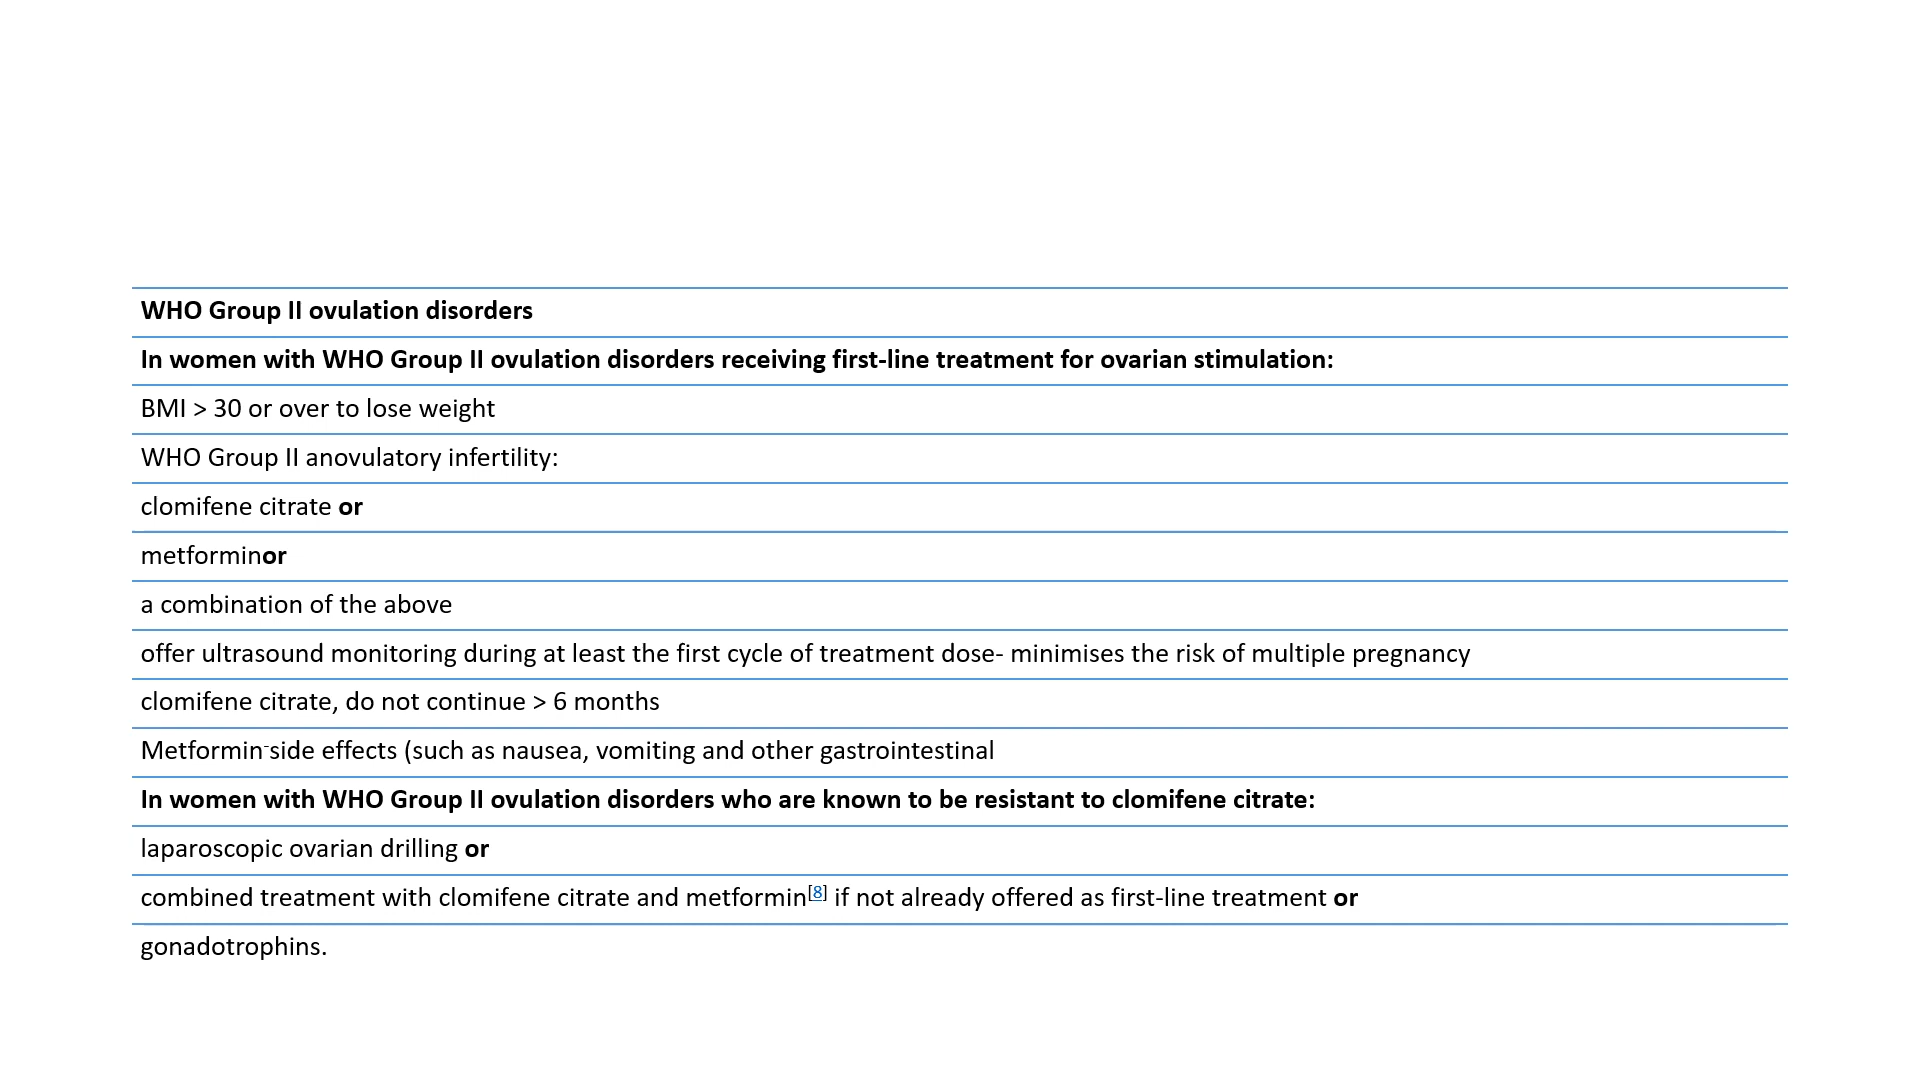 WHO Group II ovulation disorders
In women with WHO Group II ovulation disorders receiving first-line treatment for ovarian stimulation:
BMI > 30 or over to lose weight
WHO Group II anovulatory infertility:
clomifene citrate or
metforminor
a combination of the above
offer ultrasound monitoring during at least the first cycle of treatment dose- minimises the risk of multiple pregnancy
clomifene citrate, do not continue > 6 months
Metformin-side effects (such as nausea, vomiting and other gastrointestinal
In women with WHO Group II ovulation disorders who are known to be resistant to clomifene citrate:
laparoscopic ovarian drilling or
combined treatment with clomifene citrate and metformin[8] if not already offered as first-line treatment or
gonadotrophins.